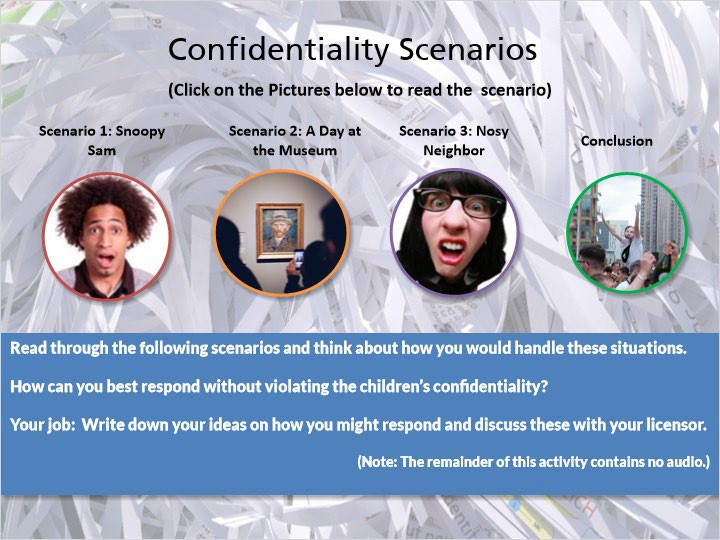 Confidentiality Scenarios
(Click on the Pictures below to read the  scenario)
Scenario 1: Snoopy
Sam
Scenario 2: A Day at
the Museum
Scenario 3: Nosy
Neighbor
Conclusion
Read through the following scenarios and think about how you would handle these situations.
How can you best respond without violating the children’s confidentiality?
Your job:  Write down your ideas on how you might respond and discuss these with your licensor.
(Note: The remainder of this activity contains no audio.)